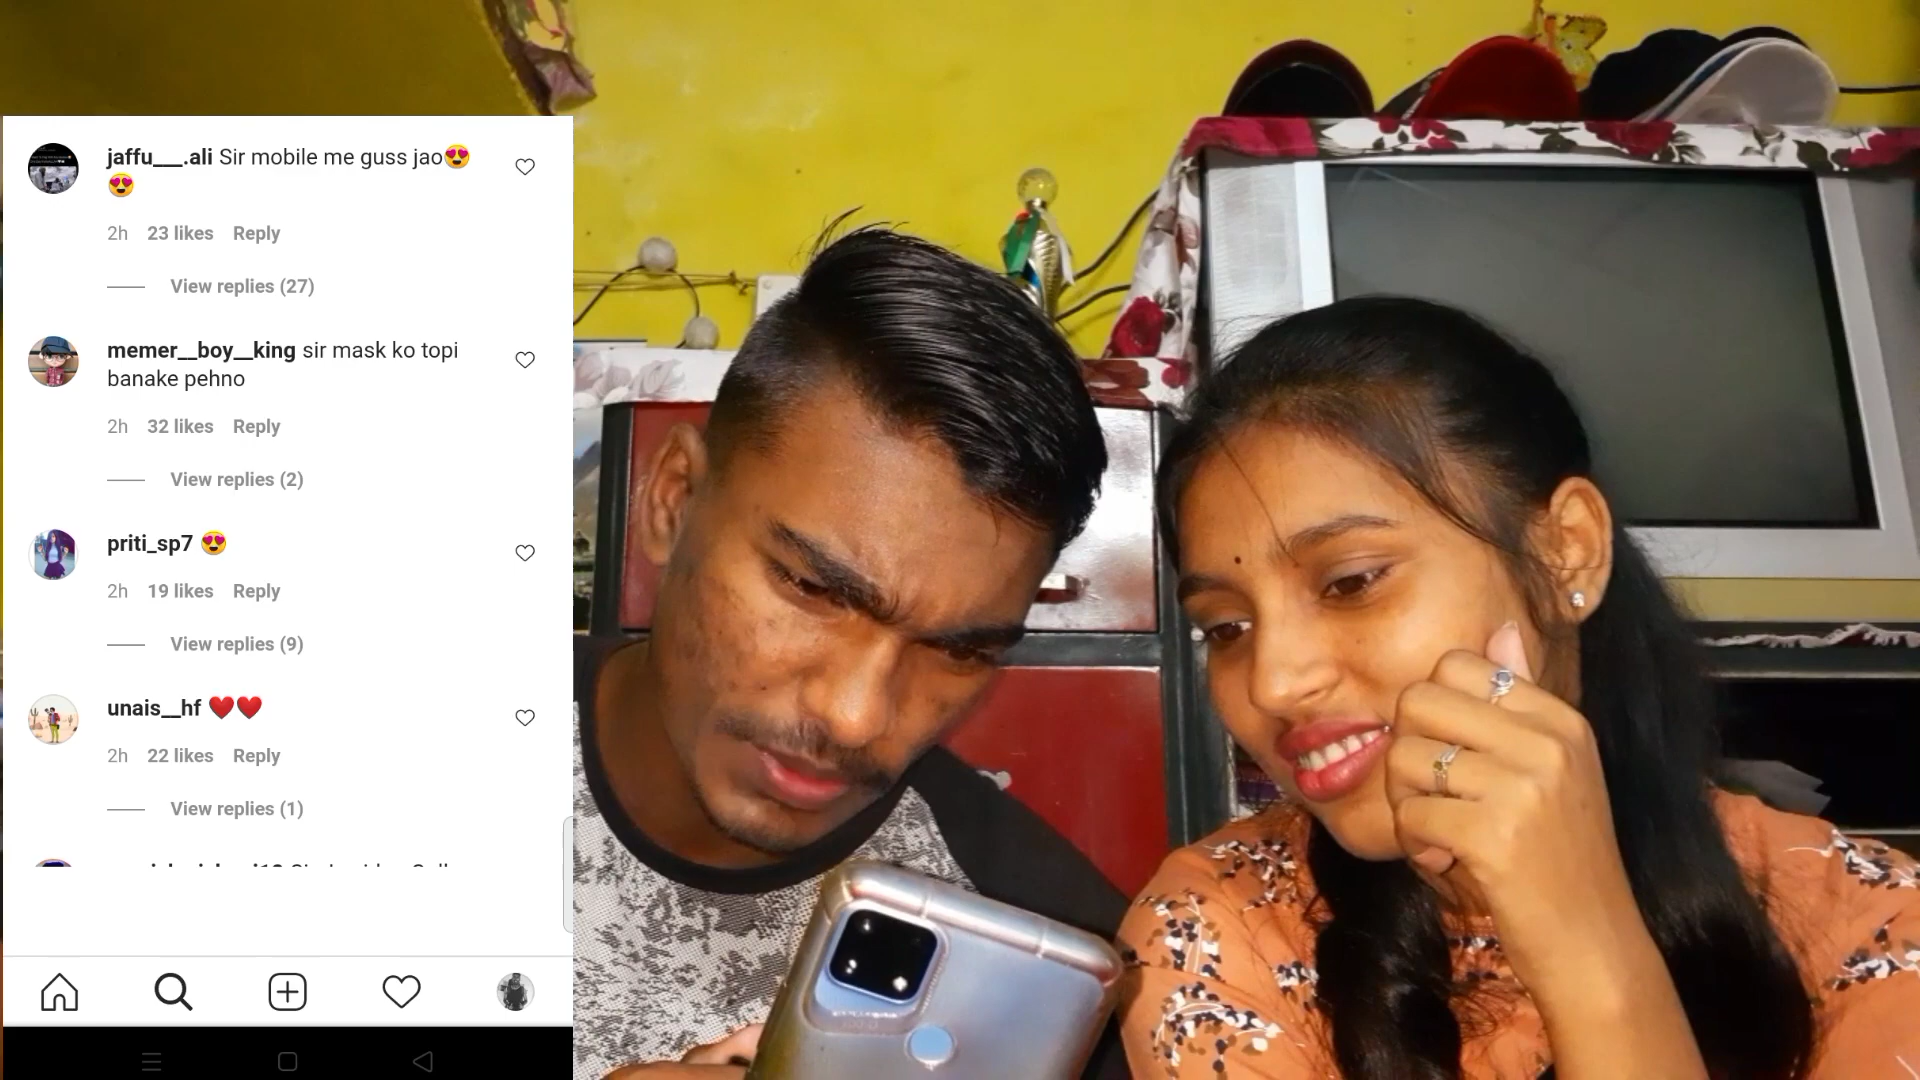 jaffu___.ali Sir mobile me guss jao😍
😍
2h 23 likes Reply
View replies (27)
memer__boy__king sir mask ko topi
banake pehno
2h 32 likes Reply
View replies (2)
priti_sp7 😍
2h 19 likes Reply
View replies (9)
unais__hf ❤️❤️
2h 22 likes Reply
View replies (1)